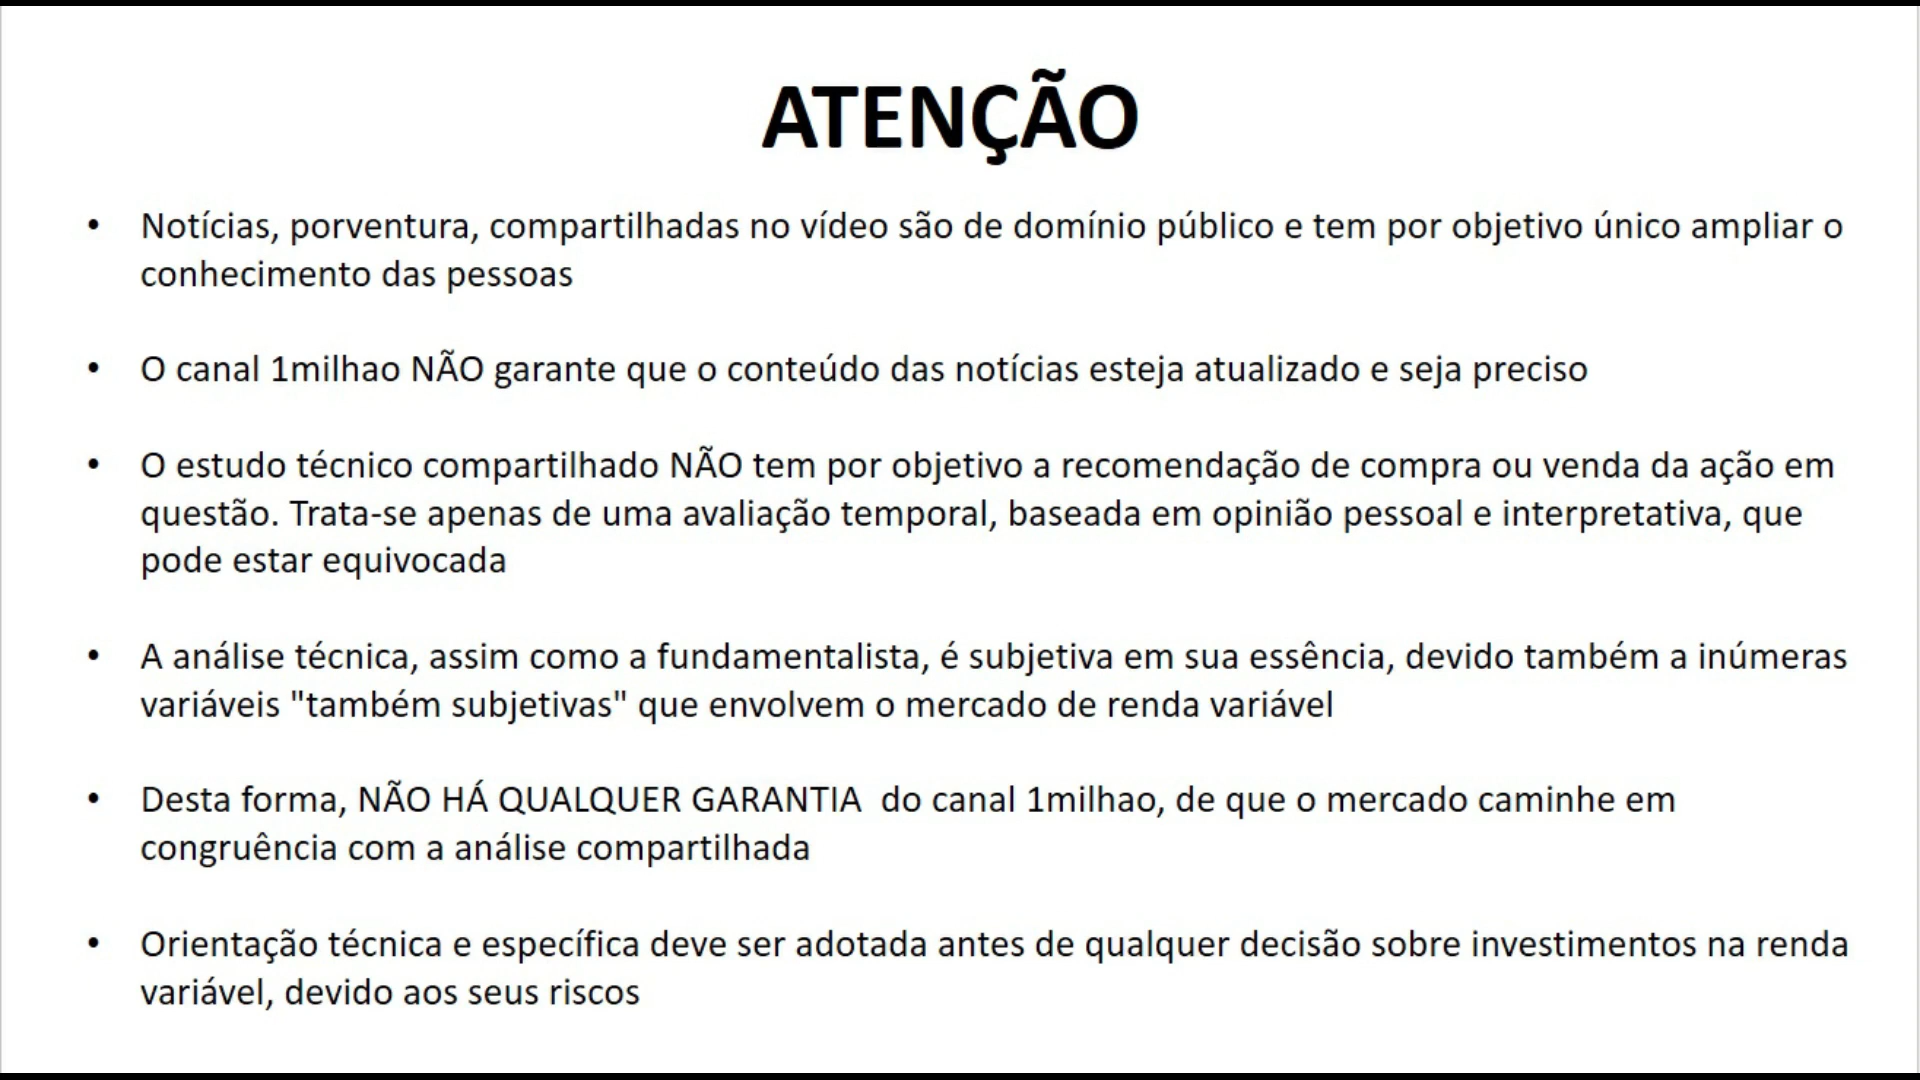 ATENÇÃO
• Notícias, porventura, compartilhadas no vídeo são de domínio público e tem por objetivo único ampliar o
conhecimento das pessoas
• O canal 1milhao NÃO garante que o conteúdo das notícias esteja atualizado e seja preciso
• O estudo técnico compartilhado NÃO tem por objetivo a recomendação de compra ou venda da ação em
questão. Trata-se apenas de uma avaliação temporal, baseada em opinião pessoal e interpretativa, que
pode estar equivocada
• A análise técnica, assim como a fundamentalista, é subjetiva em sua essência, devido também a inúmeras
variáveis "também subjetivas" que envolvem o mercado de renda variável
• Desta forma, NÃO HÁ QUALQUER GARANTIA  do canal 1milhao, de que o mercado caminhe em
congruência com a análise compartilhada
• Orientação técnica e específica deve ser adotada antes de qualquer decisão sobre investimentos na renda
variável, devido aos seus riscos